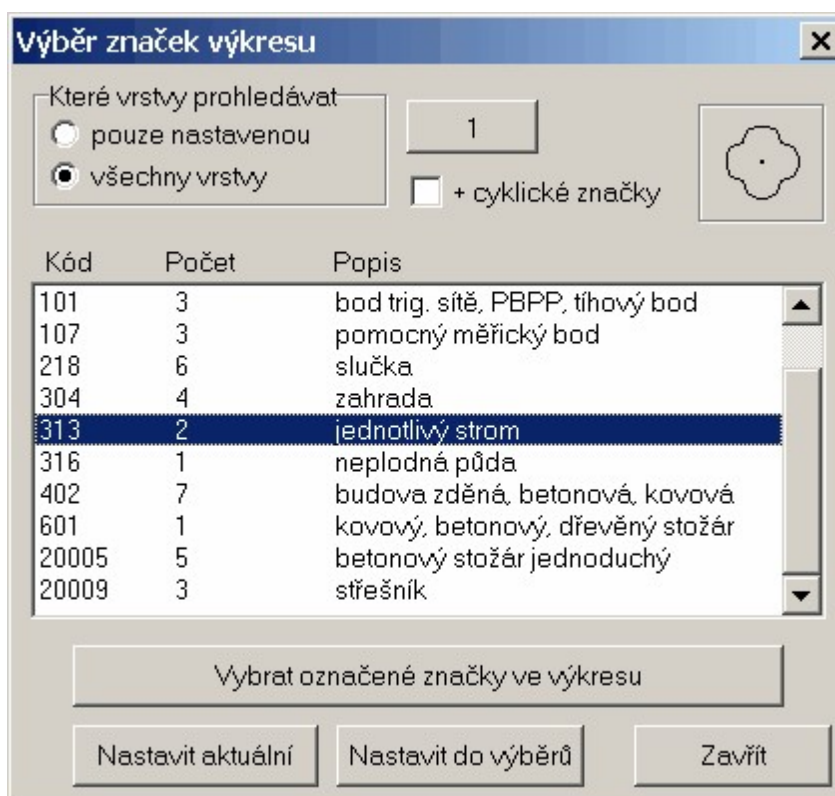 Výběr značek výkresu
Které vrstvy prohledávat
pouze nastavenou
všechny vrstvy
1
+ cyklické značky
Kód Počet Popis
101 3 bod trig. sítě, PBPP, tíhový bod
107 3 pomocný měřický bod
218 6 slučka
304 4 zahrada
313 2 jednotlivý strom
316 1 neplodná půda
402 7 budova zděná, betonová, kovová
601 1 kovový, betonový, dřevěný stožár
20005 5 betonový stožár jednoduchý
20009 3 střešník
Vybrat označené značky ve výkresu
Nastavit aktuální Nastavit do výběrů Zavřít